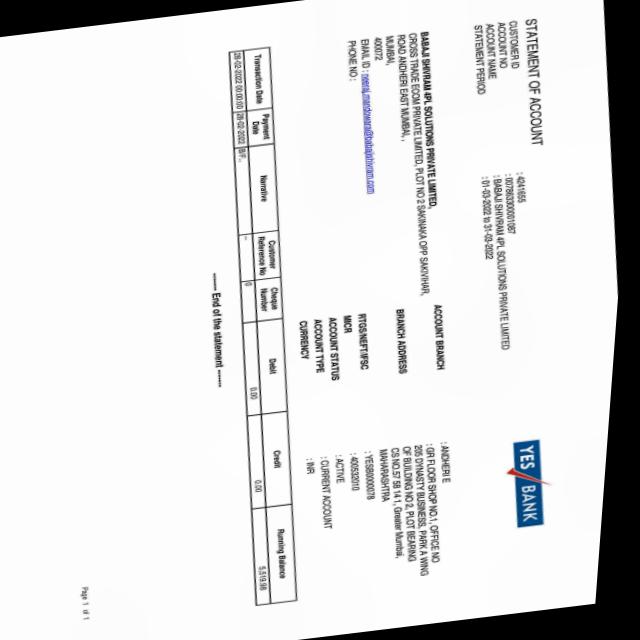 STATEMENT OF ACCOUNT
YES BANK
CUSTOMER ID : 4241655
ACCOUNT NO : 007863300001087
ACCOUNT NAME : BABAJI SHIVRAM 4PL SOLUTIONS PRIVATE LIMITED
STATEMENT PERIOD : 01-03-2022 to 31-03-2022
BABAJI SHIVRAM 4PL SOLUTIONS PRIVATE LIMITED,
CROSS TRADE ECOM PRIVATE LIMITED, PLOT NO 2 SAKINAKA OPP SAKIVIHAR,
ROAD ANDHERI EAST MUMBAI, ,
MUMBAI,
400072
EMAIL ID : neeraj.mandowara@babajishivram.com
PHONE NO :
ACCOUNT BRANCH : ANDHERI E
BRANCH ADDRESS : GR FLOOR SHOP NO.1, OFFICE NO
205 DYNASTY BUSINESS, PARK A WING
OF BUILDING NO 2, PLOT BEARING
CS NO.57 58 14 1, Greater Mumbai,
MAHARASHTRA
RTGS/NEFT/IFSC : YESB0000078
MICR : 400532010
ACCOUNT STATUS : ACTIVE
ACCOUNT TYPE : CURRENT ACCOUNT
CURRENCY : INR
Transaction Date Payment Date Narrative Customer Reference No Cheque Number Debit Credit Running Balance
28-02-2022 00:00:00 28-02-2022 B/F.. -- 0 0.00 0.00 5,519.98
------ End of the statement ------
Page 1 of 1